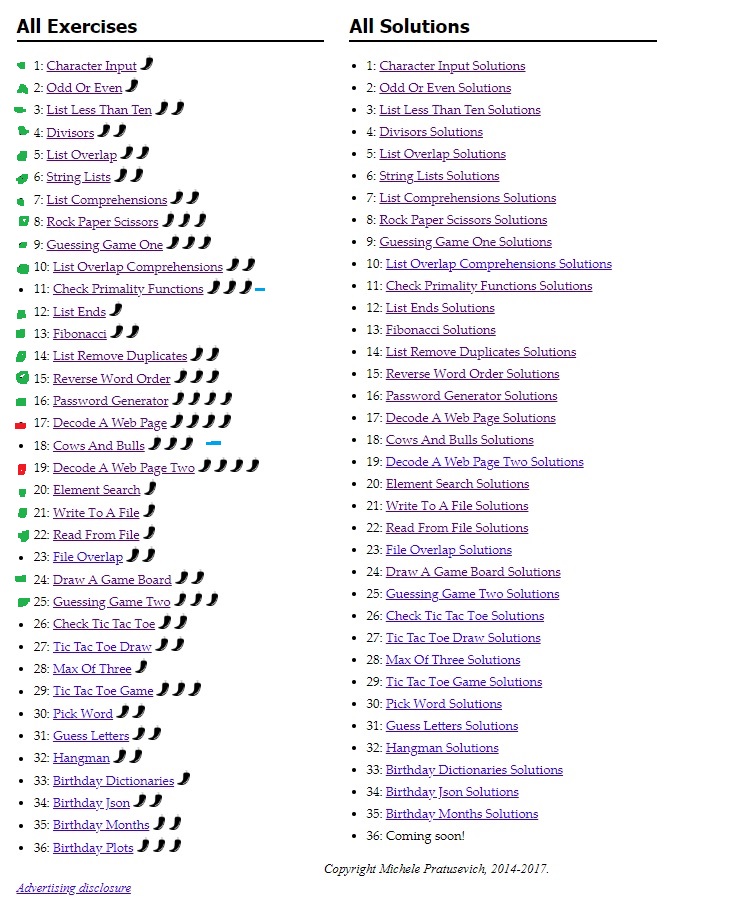 All Exercises
1: Character Input
2: Odd Or Even
3: List Less Than Ten
4: Divisors
5: List Overlap
6: String Lists
7: List Comprehensions
8: Rock Paper Scissors
9: Guessing Game One
10: List Overlap Comprehensions
11: Check Primality Functions
12: List Ends
13: Fibonacci
14: List Remove Duplicates
15: Reverse Word Order
16: Password Generator
17: Decode A Web Page
18: Cows And Bulls
19: Decode A Web Page Two
20: Element Search
21: Write To A File
22: Read From File
23: File Overlap
24: Draw A Game Board
25: Guessing Game Two
26: Check Tic Tac Toe
27: Tic Tac Toe Draw
28: Max Of Three
29: Tic Tac Toe Game
30: Pick Word
31: Guess Letters
32: Hangman
33: Birthday Dictionaries
34: Birthday Json
35: Birthday Months
36: Birthday Plots
All Solutions
1: Character Input Solutions
2: Odd Or Even Solutions
3: List Less Than Ten Solutions
4: Divisors Solutions
5: List Overlap Solutions
6: String Lists Solutions
7: List Comprehensions Solutions
8: Rock Paper Scissors Solutions
9: Guessing Game One Solutions
10: List Overlap Comprehensions Solutions
11: Check Primality Functions Solutions
12: List Ends Solutions
13: Fibonacci Solutions
14: List Remove Duplicates Solutions
15: Reverse Word Order Solutions
16: Password Generator Solutions
17: Decode A Web Page Solutions
18: Cows And Bulls Solutions
19: Decode A Web Page Two Solutions
20: Element Search Solutions
21: Write To A File Solutions
22: Read From File Solutions
23: File Overlap Solutions
24: Draw A Game Board Solutions
25: Guessing Game Two Solutions
26: Check Tic Tac Toe Solutions
27: Tic Tac Toe Draw Solutions
28: Max Of Three Solutions
29: Tic Tac Toe Game Solutions
30: Pick Word Solutions
31: Guess Letters Solutions
32: Hangman Solutions
33: Birthday Dictionaries Solutions
34: Birthday Json Solutions
35: Birthday Months Solutions
36: Coming soon!
Copyright Michele Pratusevich, 2014-2017.
Advertising disclosure